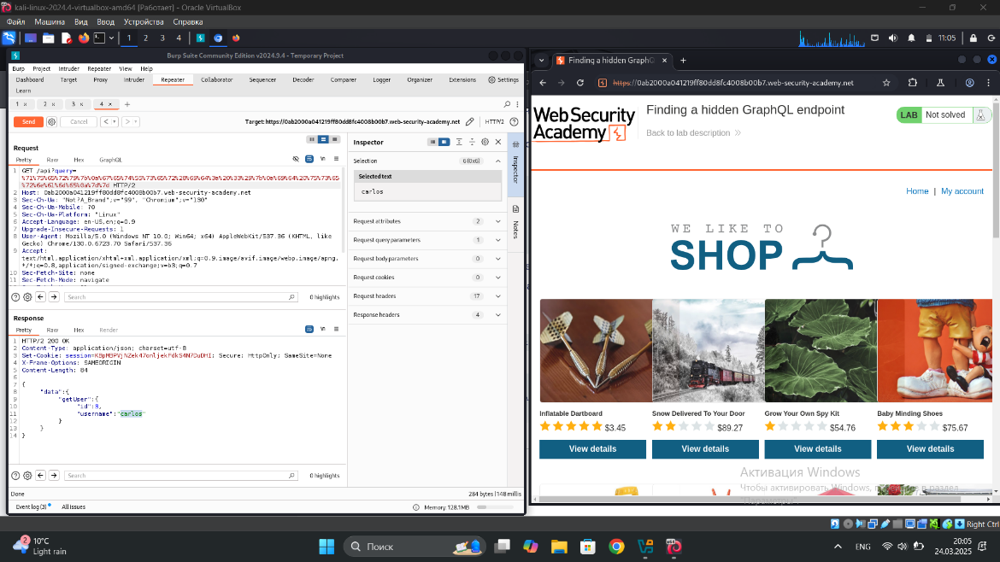 kali-linux-2024.4-virtualbox-amd64 [Работает] - Oracle VirtualBox
Файл Машина Вид Ввод Устройства Справка
1 2 3 4 11:05
Burp Suite Community Edition v2024.9.4 - Temporary Project
Burp Project Intruder Repeater View Help
Dashboard Target Proxy Intruder Repeater Collaborator Sequencer Decoder Comparer Logger Organizer Extensions Settings
Learn
1 × 2 × 3 × 4 × +
Send Cancel < > Target: https://0ab2000a041219ff80dd8fc4008b00b7.web-security-academy.net HTTP/2
Request
Pretty Raw Hex GraphQL
1 GET /api?query=
%71%75%65%72%79%7b%0a%67%65%74%55%73%65%72%28%69%64%3a%20%33%29%7b%0a%69%64%20%75%73%65
%72%6e%61%6d%65%0a%7d%7d HTTP/2
2 Host: 0ab2000a041219ff80dd8fc4008b00b7.web-security-academy.net
3 Sec-Ch-Ua: "Not?A_Brand";v="99", "Chromium";v="130"
4 Sec-Ch-Ua-Mobile: ?0
5 Sec-Ch-Ua-Platform: "Linux"
6 Accept-Language: en-US,en;q=0.9
7 Upgrade-Insecure-Requests: 1
8 User-Agent: Mozilla/5.0 (Windows NT 10.0; Win64; x64) AppleWebKit/537.36 (KHTML, like
Gecko) Chrome/130.0.6723.70 Safari/537.36
9 Accept:
text/html,application/xhtml+xml,application/xml;q=0.9,image/avif,image/webp,image/apng,
*/*;q=0.8,application/signed-exchange;v=b3;q=0.7
10 Sec-Fetch-Site: none
11 Sec-Fetch-Mode: navigate
Search 0 highlights
Response
Pretty Raw Hex Render
1 HTTP/2 200 OK
2 Content-Type: application/json; charset=utf-8
3 Set-Cookie: session=K8pMBPVjNZek47onljekFdkS4N7DuDHI; Secure; HttpOnly; SameSite=None
4 X-Frame-Options: SAMEORIGIN
5 Content-Length: 84
6
7 {
8 "data":{
9 "getUser":{
10 "id":3,
11 "username":"carlos"
12 }
13 }
14 }
Search 0 highlights
Done 284 bytes | 148 millis
Event log (3) All issues Memory: 128.1MB
Inspector
Selection 6 (0x6)
Selected text
carlos
Request attributes 2
Request query parameters 1
Request body parameters 0
Request cookies 0
Request headers 17
Response headers 4
Inspector
Notes
Finding a hidden GraphQ × +
https://0ab2000a041219ff80dd8fc4008b00b7.web-security-academy.net
Web Security
Academy
Finding a hidden GraphQL endpoint
Back to lab description
LAB Not solved
Home | My account
WE LIKE TO
SHOP
Inflatable Dartboard
$3.45
View details
Snow Delivered To Your Door
$89.27
View details
Grow Your Own Spy Kit
$54.76
View details
Baby Minding Shoes
$75.67
View details
Активация Windows
Чтобы активировать Windows,
Right Ctrl
2
10°C
Light rain
Поиск
ENG
20:05
24.03.2025